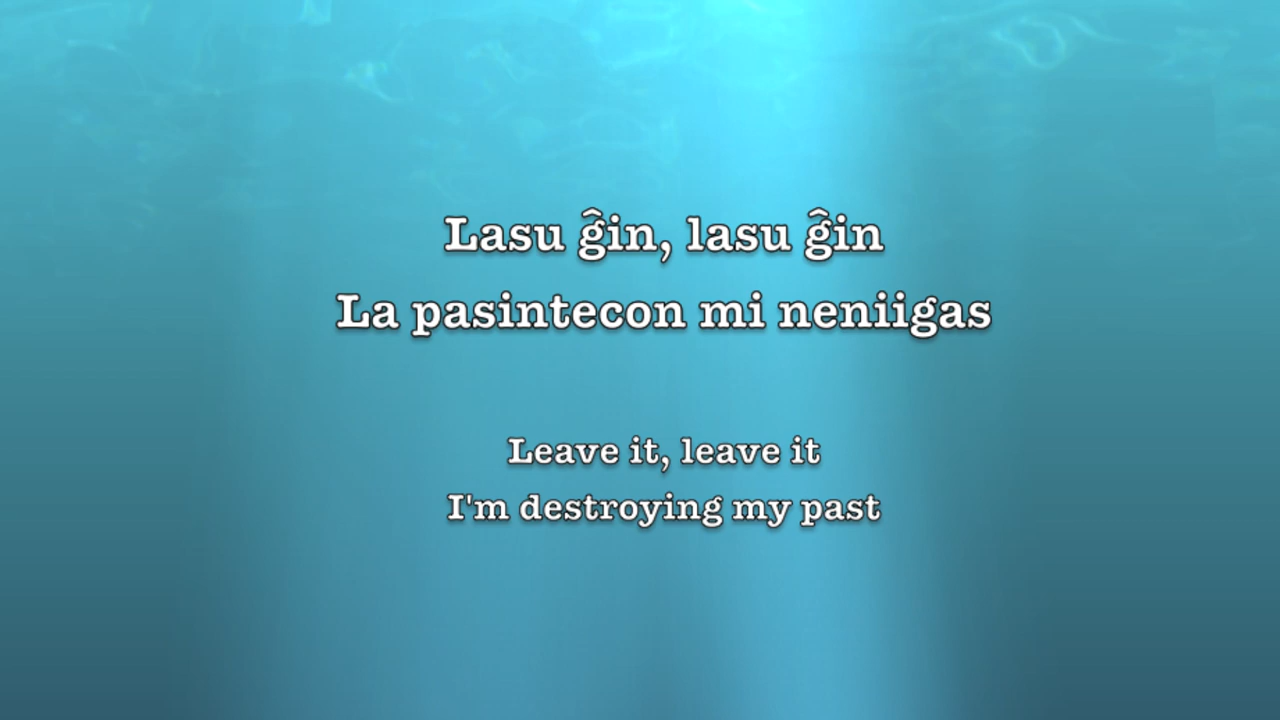 Lasu ĝin, lasu ĝin
La pasintecon mi neniigas
Leave it, leave it
I'm destroying my past